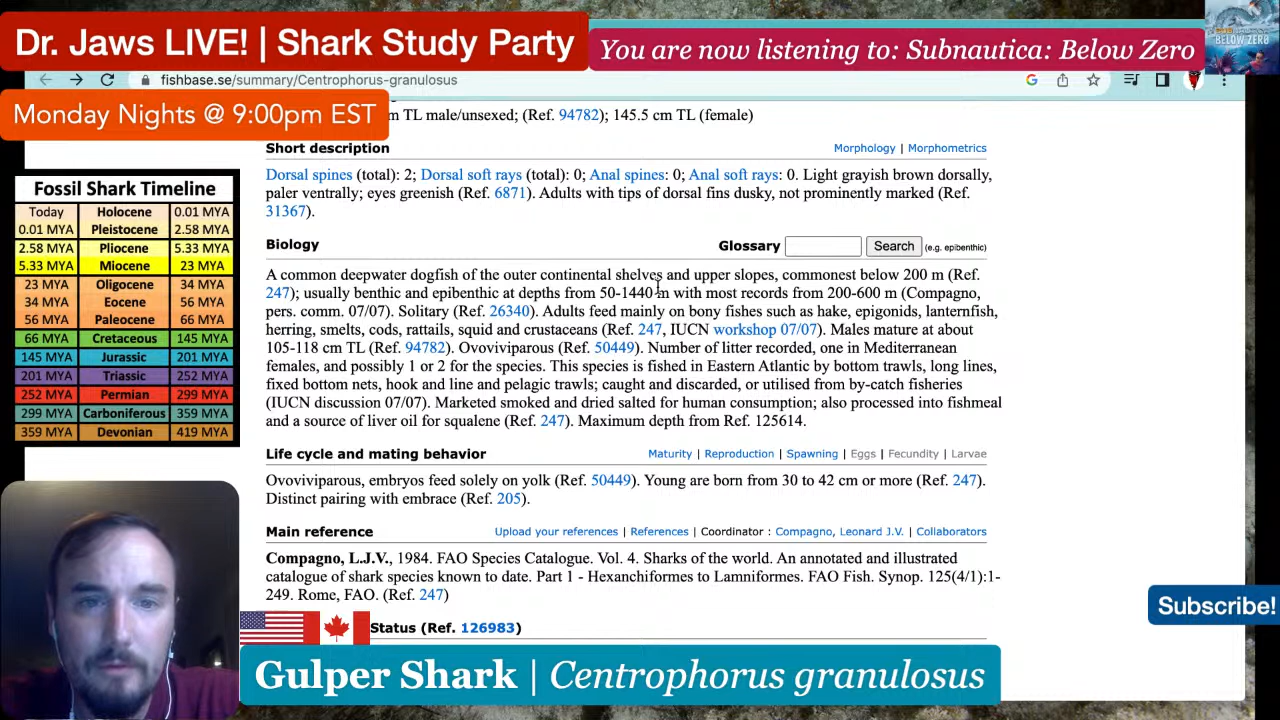 Dr. Jaws LIVE! | Shark Study Party
You are now listening to: Subnautica: Below Zero
BELOW ZERO
fishbase.se/summary/Centrophorus-granulosus
Monday Nights @ 9:00pm EST
m TL male/unsexed; (Ref. 94782); 145.5 cm TL (female)
Short description
Morphology | Morphometrics
Dorsal spines (total): 2; Dorsal soft rays (total): 0; Anal spines: 0; Anal soft rays: 0. Light grayish brown dorsally,
paler ventrally; eyes greenish (Ref. 6871). Adults with tips of dorsal fins dusky, not prominently marked (Ref.
31367).
Biology
Glossary Search (e.g. epibenthic)
A common deepwater dogfish of the outer continental shelves and upper slopes, commonest below 200 m (Ref.
247); usually benthic and epibenthic at depths from 50-1440 m with most records from 200-600 m (Compagno,
pers. comm. 07/07). Solitary (Ref. 26340). Adults feed mainly on bony fishes such as hake, epigonids, lanternfish,
herring, smelts, cods, rattails, squid and crustaceans (Ref. 247, IUCN workshop 07/07). Males mature at about
105-118 cm TL (Ref. 94782). Ovoviviparous (Ref. 50449). Number of litter recorded, one in Mediterranean
females, and possibly 1 or 2 for the species. This species is fished in Eastern Atlantic by bottom trawls, long lines,
fixed bottom nets, hook and line and pelagic trawls; caught and discarded, or utilised from by-catch fisheries
(IUCN discussion 07/07). Marketed smoked and dried salted for human consumption; also processed into fishmeal
and a source of liver oil for squalene (Ref. 247). Maximum depth from Ref. 125614.
Life cycle and mating behavior
Maturity | Reproduction | Spawning | Eggs | Fecundity | Larvae
Ovoviviparous, embryos feed solely on yolk (Ref. 50449). Young are born from 30 to 42 cm or more (Ref. 247).
Distinct pairing with embrace (Ref. 205).
Main reference
Upload your references | References | Coordinator : Compagno, Leonard J.V. | Collaborators
Compagno, L.J.V., 1984. FAO Species Catalogue. Vol. 4. Sharks of the world. An annotated and illustrated
catalogue of shark species known to date. Part 1 - Hexanchiformes to Lamniformes. FAO Fish. Synop. 125(4/1):1-
249. Rome, FAO. (Ref. 247)
Status (Ref. 126983)
Fossil Shark Timeline
Today Holocene 0.01 MYA
0.01 MYA Pleistocene 2.58 MYA
2.58 MYA Pliocene 5.33 MYA
5.33 MYA Miocene 23 MYA
23 MYA Oligocene 34 MYA
34 MYA Eocene 56 MYA
56 MYA Paleocene 66 MYA
66 MYA Cretaceous 145 MYA
145 MYA Jurassic 201 MYA
201 MYA Triassic 252 MYA
252 MYA Permian 299 MYA
299 MYA Carboniferous 359 MYA
359 MYA Devonian 419 MYA
Subscribe!
Gulper Shark | Centrophorus granulosus